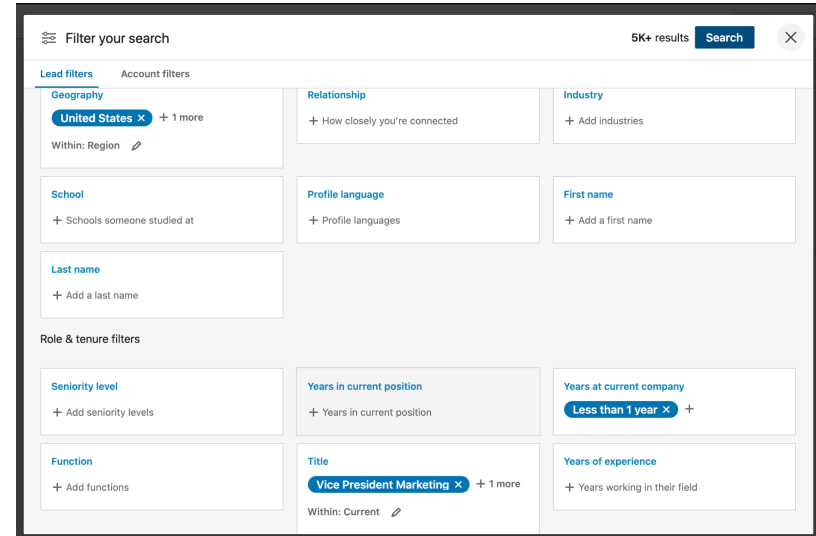 Filter your search
5K+ results
Search
Lead filters
Account filters
Geography
United States ×
+ 1 more
Within: Region
Relationship
+ How closely you're connected
Industry
+ Add industries
School
+ Schools someone studied at
Profile language
+ Profile languages
First name
+ Add a first name
Last name
+ Add a last name
Role & tenure filters
Seniority level
+ Add seniority levels
Years in current position
+ Years in current position
Years at current company
Less than 1 year × +
Function
+ Add functions
Title
Vice President Marketing × + 1 more
Within: Current
Years of experience
+ Years working in their field